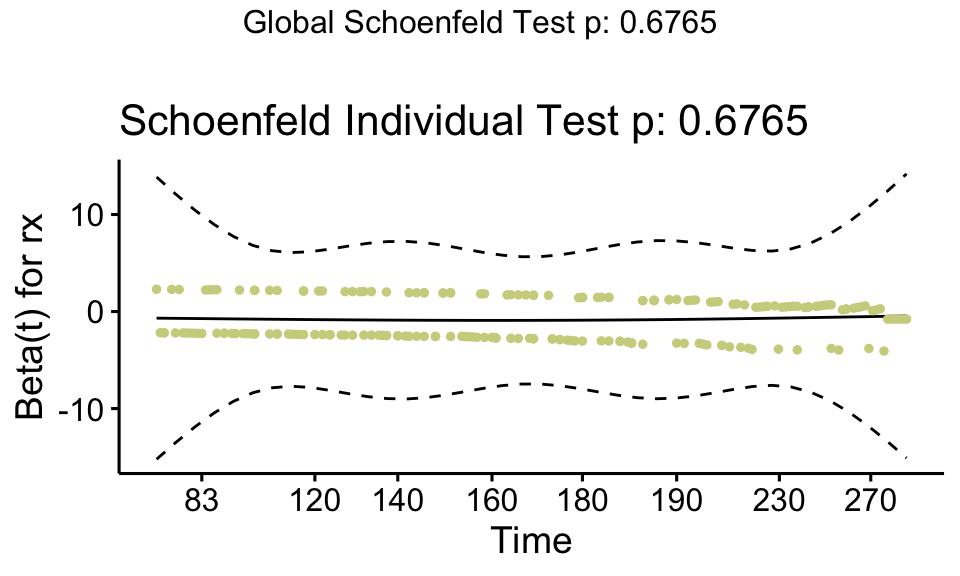 Global Schoenfeld Test p: 0.6765
Schoenfeld Individual Test p: 0.6765
Beta(t) for rx
10
0
-10
83 120 140 160 180 190 230 270
Time